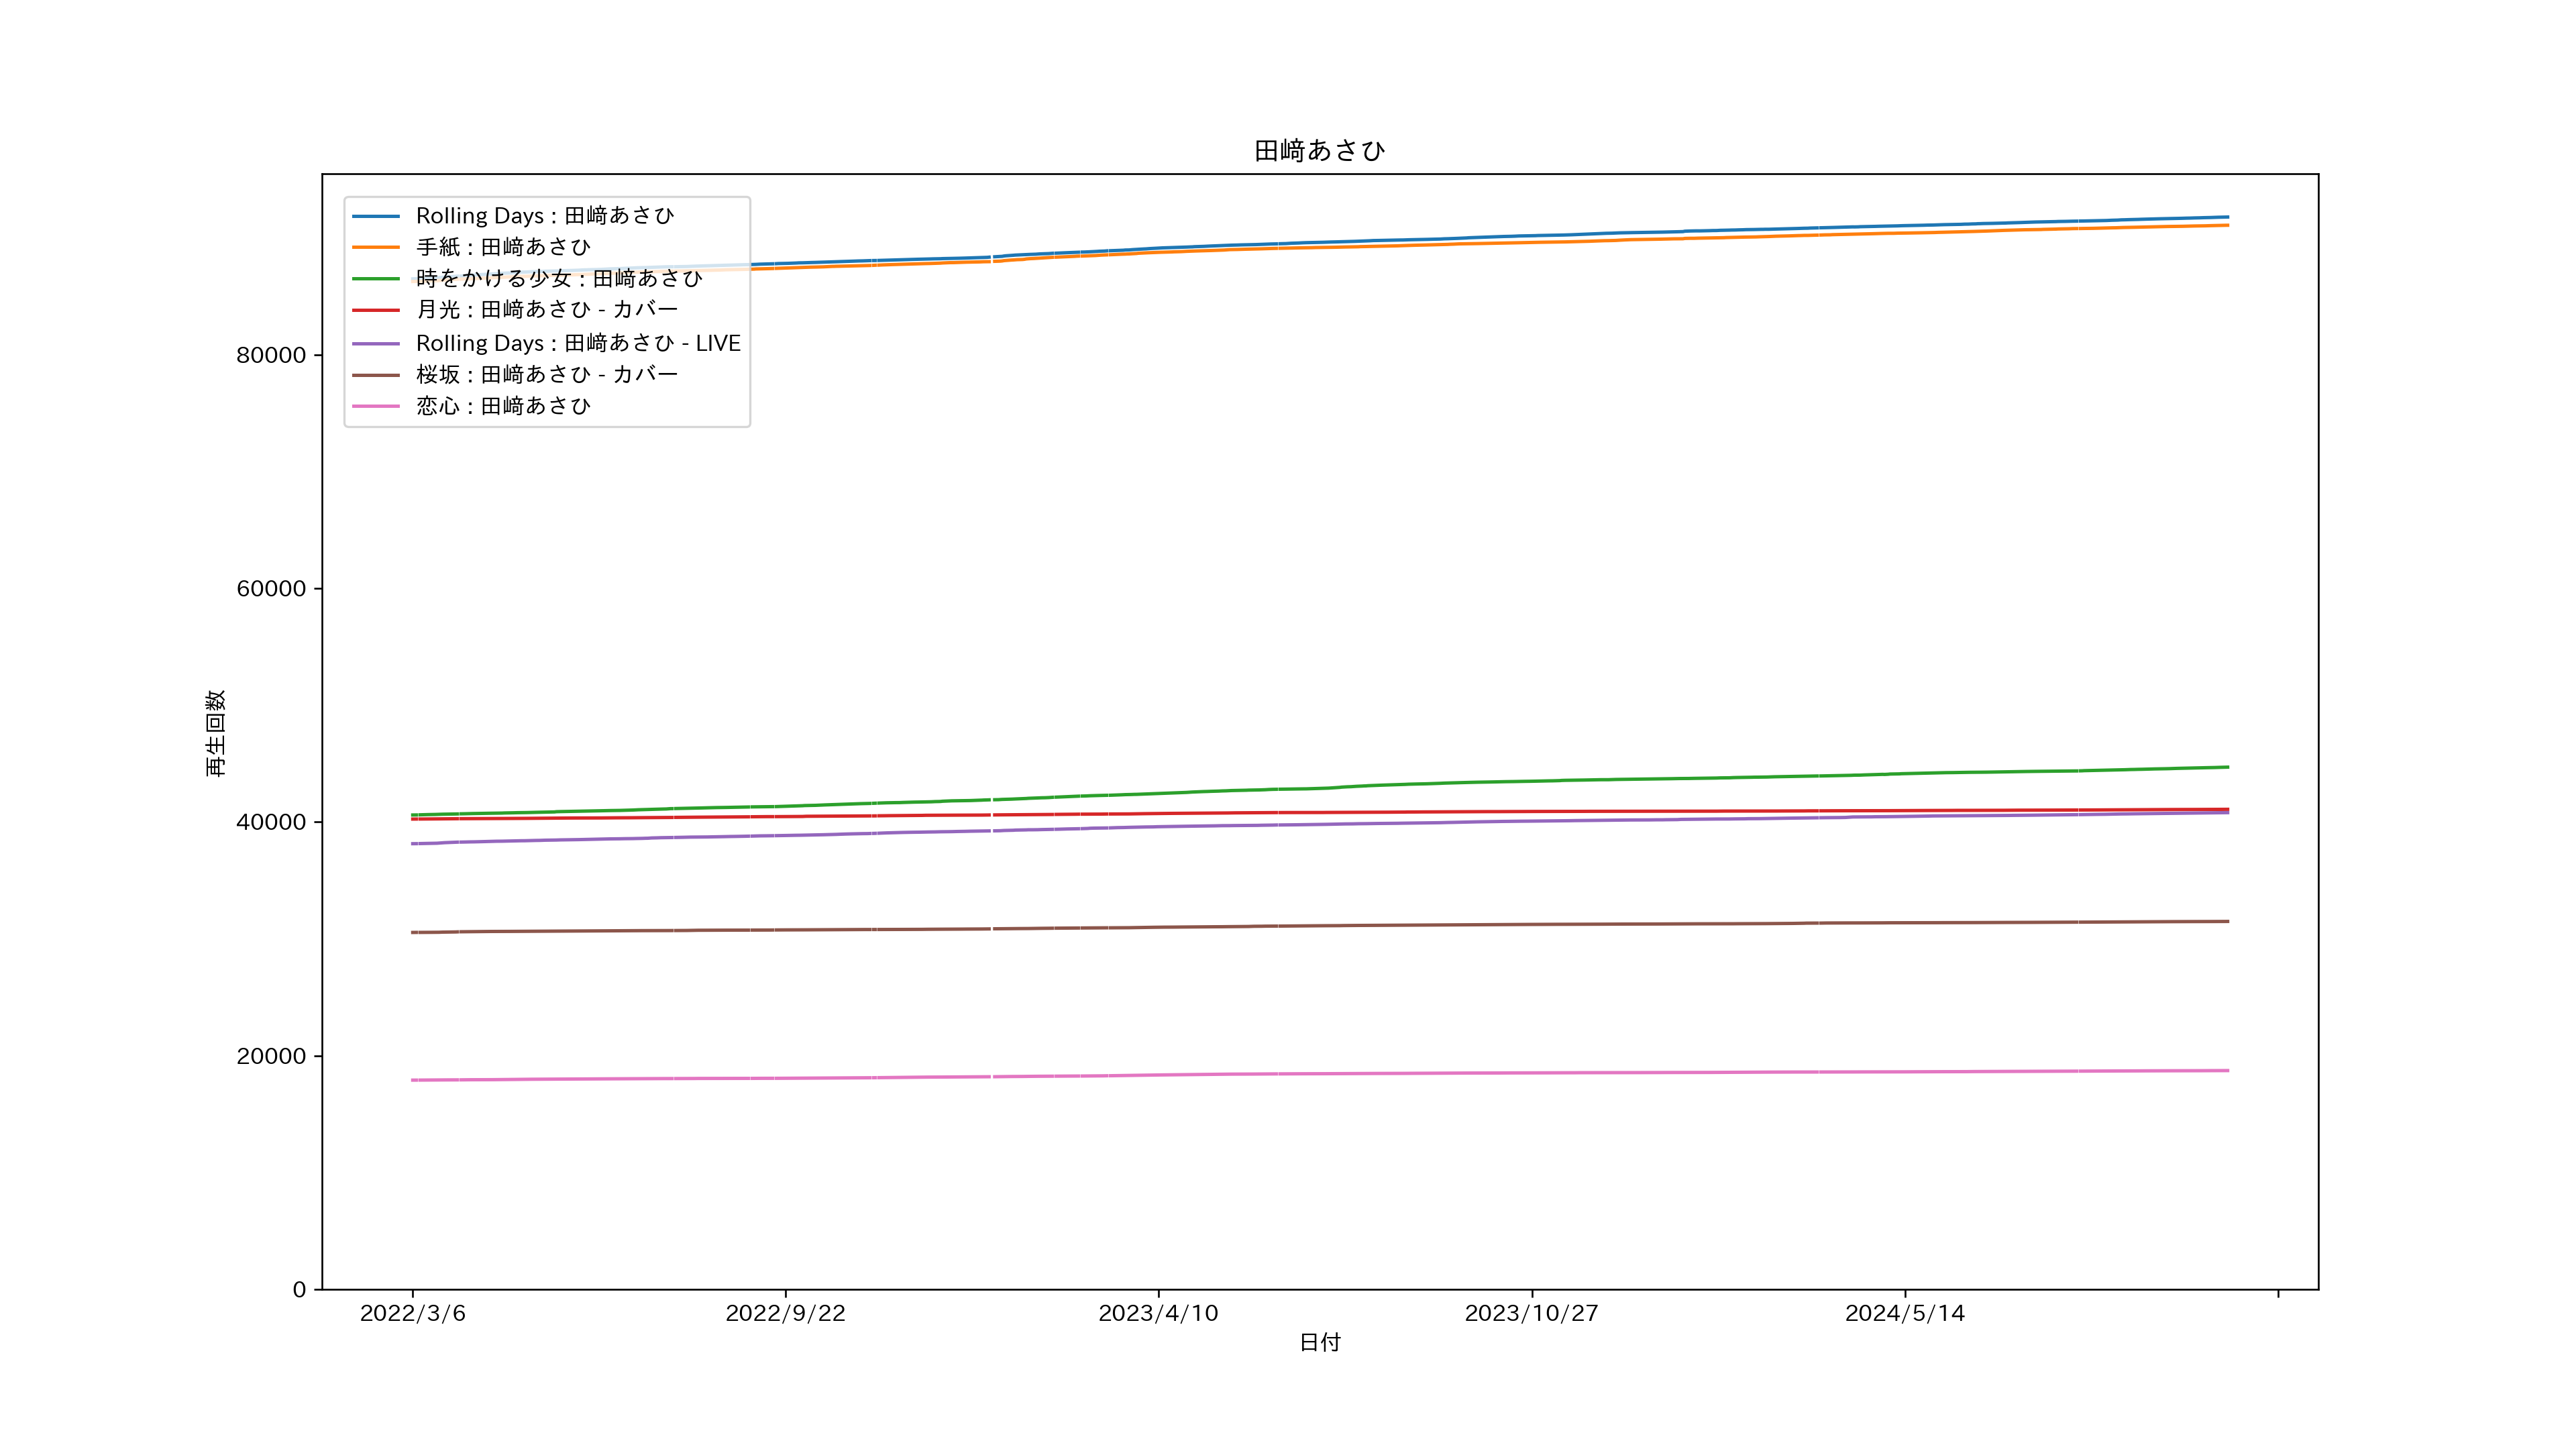 田﨑あさひ
Rolling Days : 田﨑あさひ
手紙 : 田﨑あさひ
時をかける少女 : 田﨑あさひ
月光 : 田﨑あさひ - カバー
Rolling Days : 田﨑あさひ - LIVE
桜坂 : 田﨑あさひ - カバー
恋心 : 田﨑あさひ
80000
60000
40000
20000
0
再生回数
2022/3/6
2022/9/22
2023/4/10
2023/10/27
2024/5/14
日付